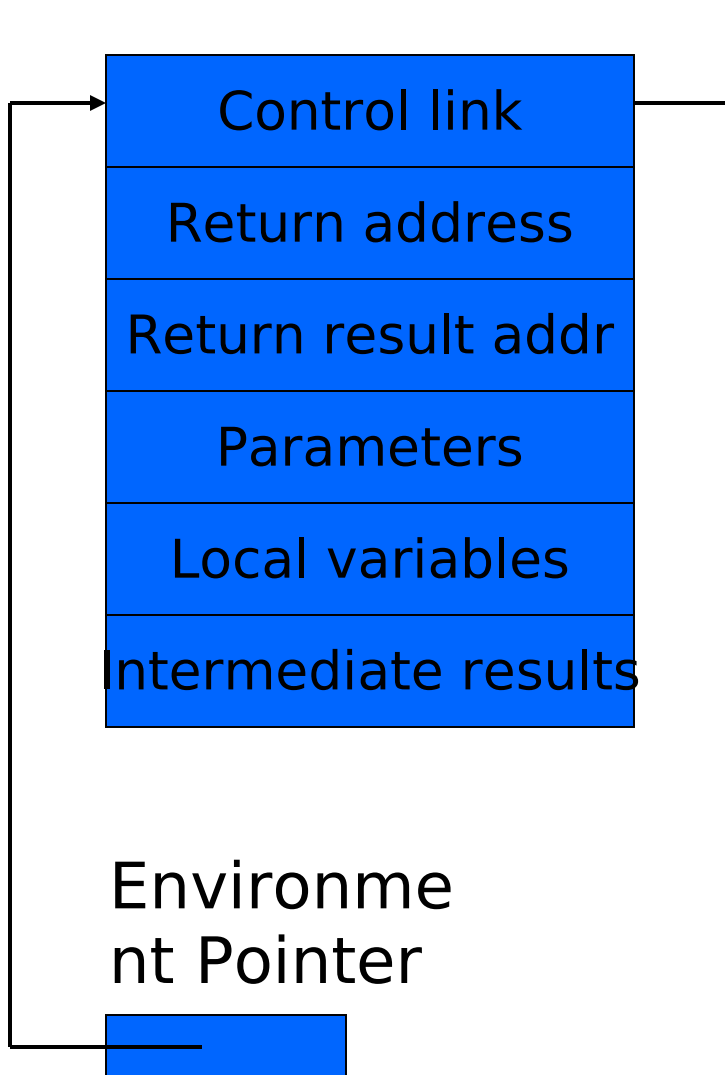 Control link
Return address
Return result addr
Parameters
Local variables
Intermediate results
Environme
nt Pointer